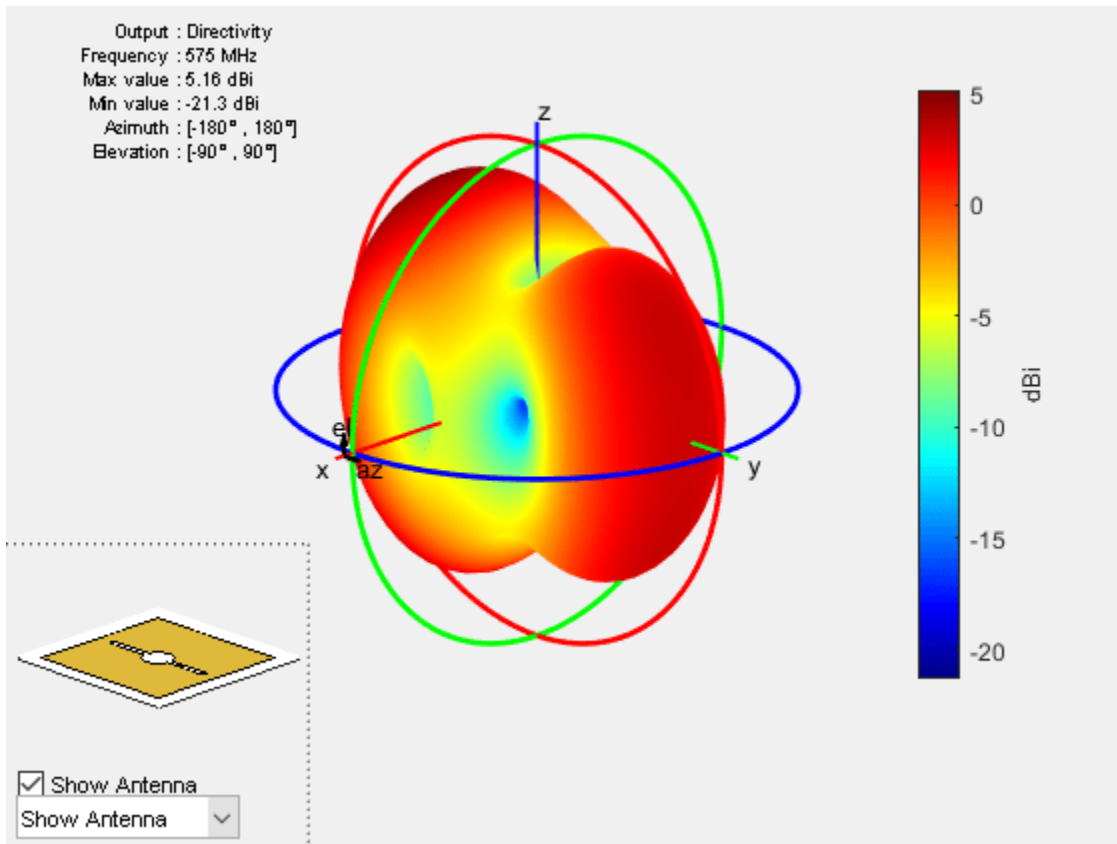 Output : Directivity
Frequency : 575 MHz
Max value : 5.16 dBi
Min value : -21.3 dBi
Azimuth : [-180° , 180°]
Elevation : [-90° , 90°]
z
el
x
az
y
5
0
-5
-10
-15
-20
dBi
Show Antenna
Show Antenna